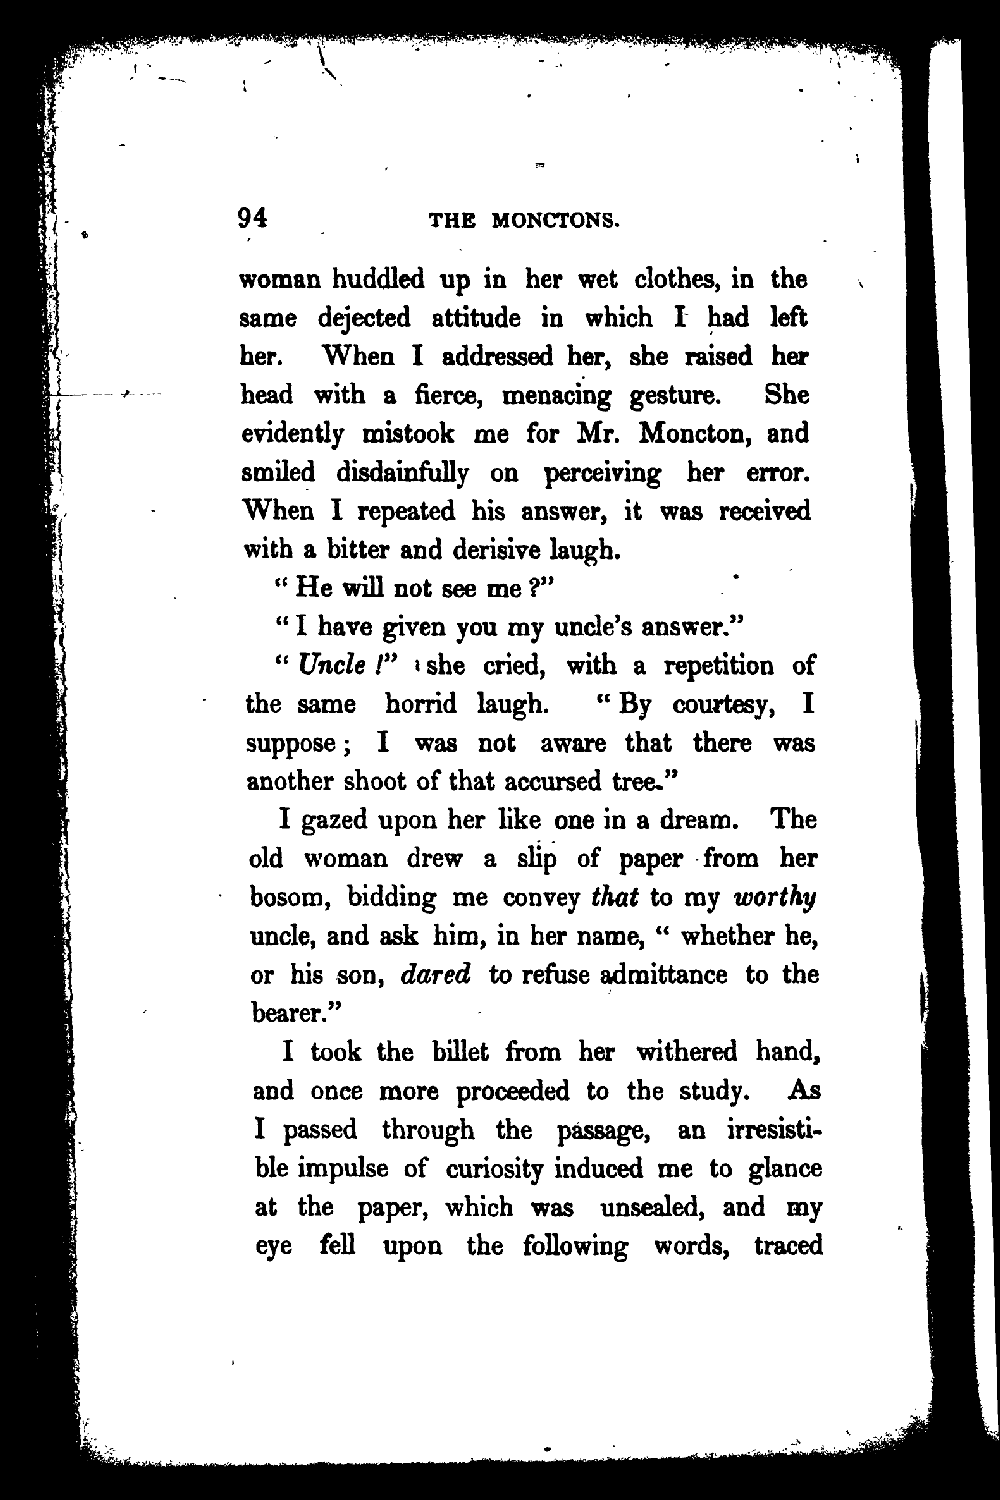 94 THE MONCTONS.
woman huddled up in her wet clothes, in the
same dejected attitude in which I had left
her. When I addressed her, she raised her
head with a fierce, menacing gesture. She
evidently mistook me for Mr. Moncton, and
smiled disdainfully on perceiving her error.
When I repeated his answer, it was received
with a bitter and derisive laugh.
“ He will not see me ?”
“ I have given you my uncle’s answer.”
“ Uncle !” she cried, with a repetition of
the same horrid laugh. “ By courtesy, I
suppose ; I was not aware that there was
another shoot of that accursed tree.”
I gazed upon her like one in a dream. The
old woman drew a slip of paper from her
bosom, bidding me convey that to my worthy
uncle, and ask him, in her name, “ whether he,
or his son, dared to refuse admittance to the
bearer.”
I took the billet from her withered hand,
and once more proceeded to the study. As
I passed through the passage, an irresisti-
ble impulse of curiosity induced me to glance
at the paper, which was unsealed, and my
eye fell upon the following words, traced